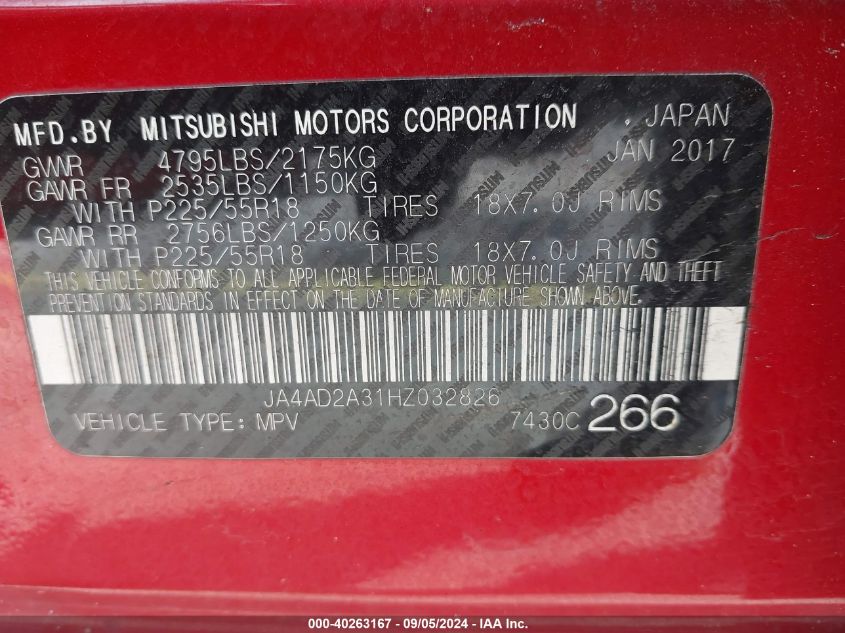 MFD.BY MITSUBISHI MOTORS CORPORATION . JAPAN
GVWR 4795LBS/2175KG JAN 2017
GAWR FR 2535LBS/1150KG
WITH P225/55R18 TIRES 18X7.0J RIMS
GAWR RR 2756LBS/1250KG
WITH P225/55R18 TIRES 18X7.0J RIMS
THIS VEHICLE CONFORMS TO ALL APPLICABLE FEDERAL MOTOR VEHICLE SAFETY AND THEFT
PREVENTION STANDARDS IN EFFECT ON THE DATE OF MANUFACTURE SHOWN ABOVE.
JA4AD2A31HZ032826
VEHICLE TYPE: MPV 7430C 266
000-40263167 - 09/05/2024 - IAA Inc.